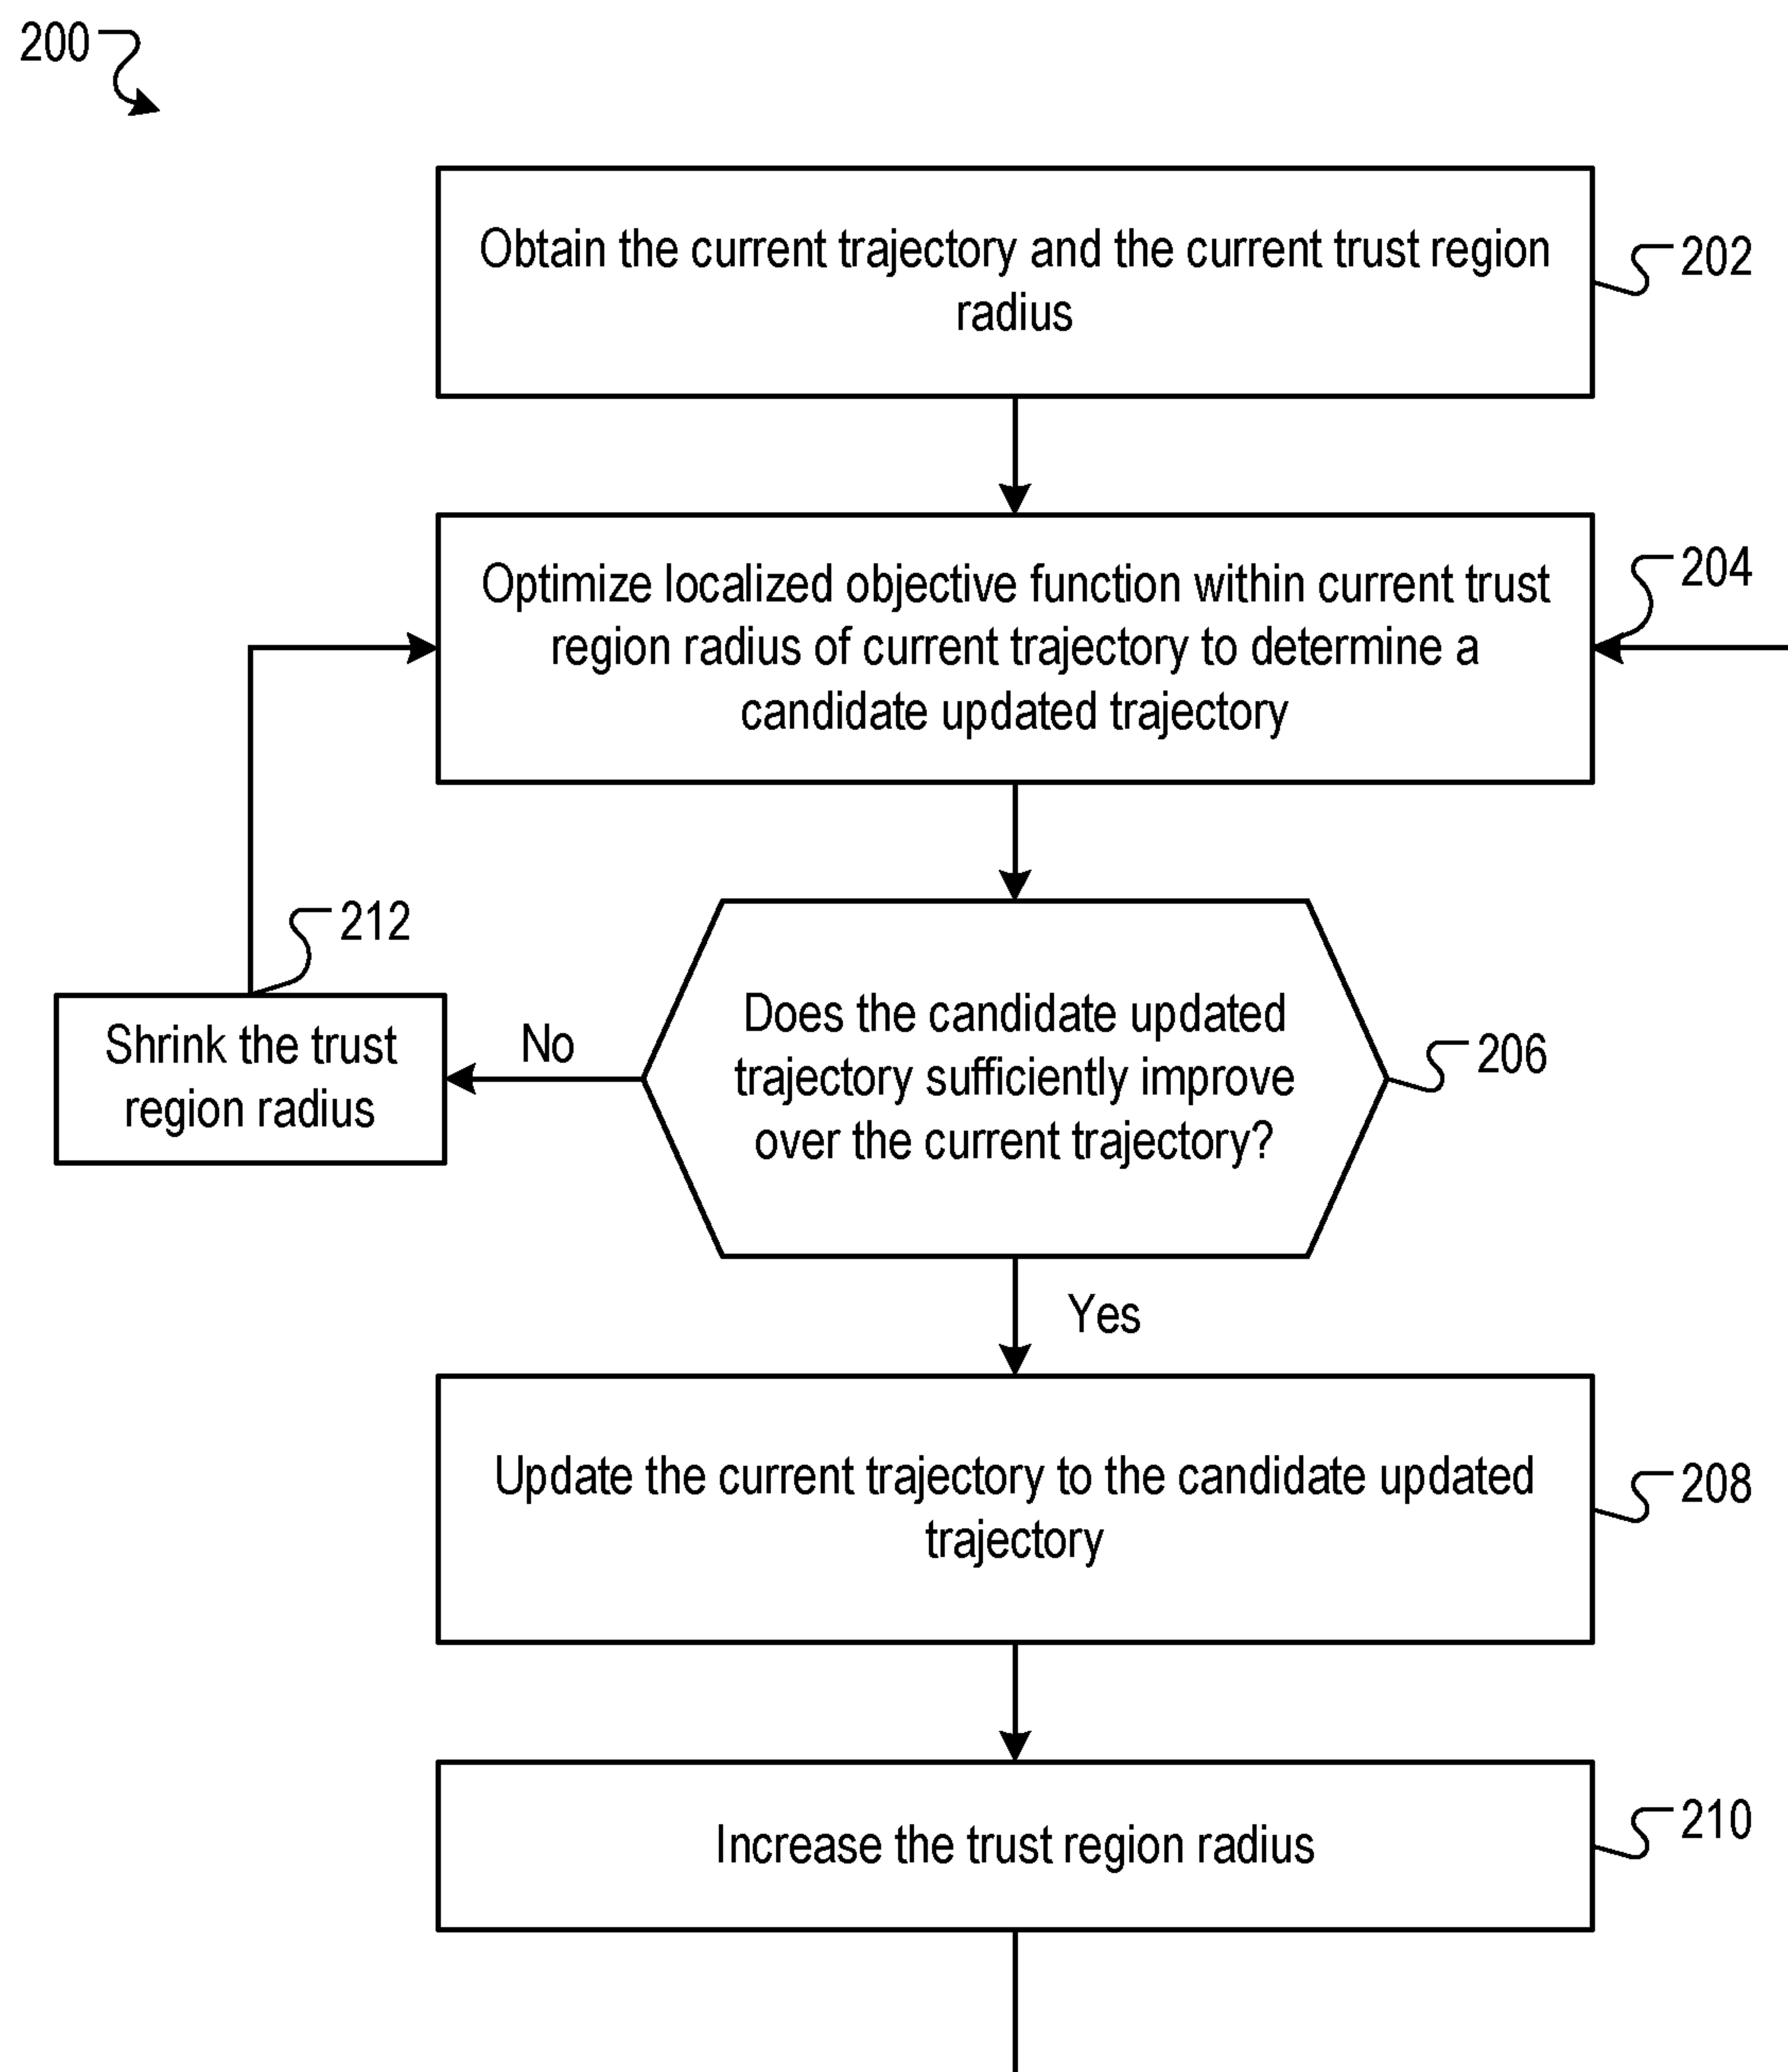 200
Obtain the current trajectory and the current trust region
radius
202
Optimize localized objective function within current trust
region radius of current trajectory to determine a
candidate updated trajectory
204
212
Shrink the trust
region radius
No
Does the candidate updated
trajectory sufficiently improve
over the current trajectory?
206
Yes
Update the current trajectory to the candidate updated
trajectory
208
Increase the trust region radius
210